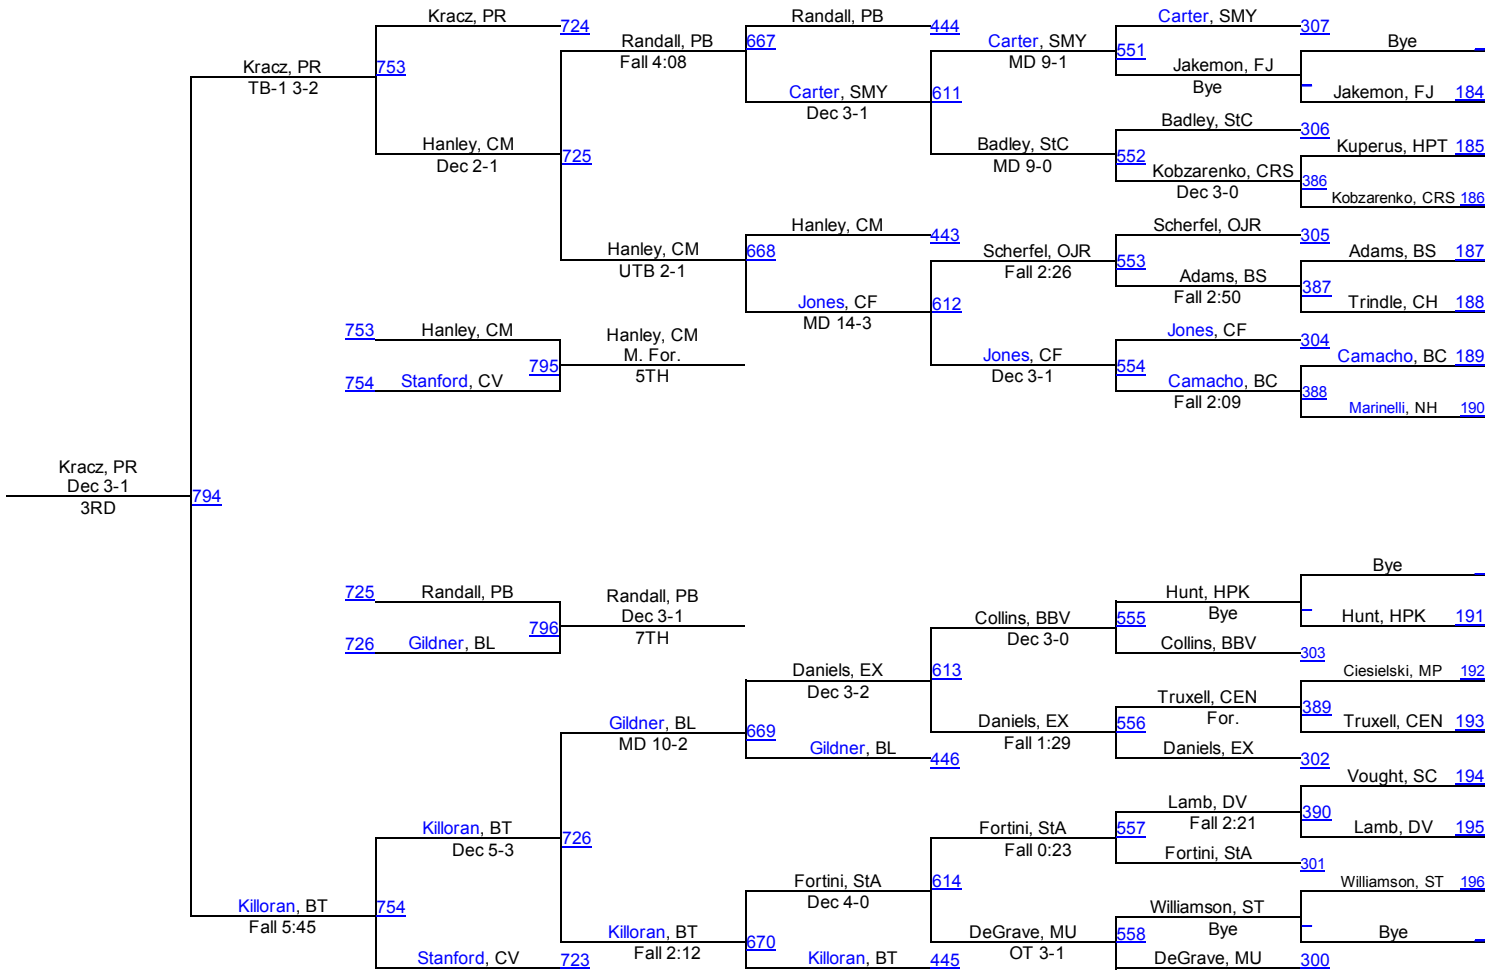 Kracz, PR
724
Randall, PB
444
Carter, SMY
307
Randall, PB
667
Carter, SMY
551
Bye
Fall 4:08
MD 9-1
Kracz, PR
753
Jakemon, FJ
TB-1 3-2
Bye
Carter, SMY
611
Jakemon, FJ 184
Dec 3-1
Badley, StC
306
Hanley, CM
725
Badley, StC
552
Kuperus, HPT 185
Dec 2-1
MD 9-0
Kobzarenko, CRS
386
Dec 3-0
Kobzarenko, CRS 186
Hanley, CM
443
Scherfel, OJR
305
Hanley, CM
668
Scherfel, OJR
553
Adams, BS 187
UTB 2-1
Fall 2:26
Adams, BS
387
Fall 2:50
Jones, CF
612
Trindle, CH 188
MD 14-3
753
Hanley, CM
Hanley, CM
M. For.
5TH
Jones, CF
304
795
Jones, CF
554
Camacho, BC 189
Dec 3-1
754
Stanford, CV
Camacho, BC
388
Fall 2:09
Marinelli, NH 190
Kracz, PR
Dec 3-1
3RD
794
Bye
725
Randall, PB
Randall, PB
Dec 3-1
7TH
Hunt, HPK
Bye
796
Collins, BBV
555
Hunt, HPK 191
Dec 3-0
726
Gildner, BL
Collins, BBV
303
Daniels, EX
613
Ciesielski, MP 192
Dec 3-2
Truxell, CEN
389
For.
Gildner, BL
669
Daniels, EX
556
Truxell, CEN 193
MD 10-2
Fall 1:29
Gildner, BL
446
Daniels, EX
302
Vought, SC 194
Lamb, DV
390
Fall 2:21
Killoran, BT
726
Fortini, StA
557
Lamb, DV 195
Dec 5-3
Fall 0:23
Fortini, StA
301
Fortini, StA
614
Williamson, ST 196
Dec 4-0
Killoran, BT
754
Williamson, ST
Fall 5:45
Bye
Killoran, BT
670
DeGrave, MU
558
Bye
Fall 2:12
OT 3-1
Stanford, CV
723
Killoran, BT
445
DeGrave, MU
300